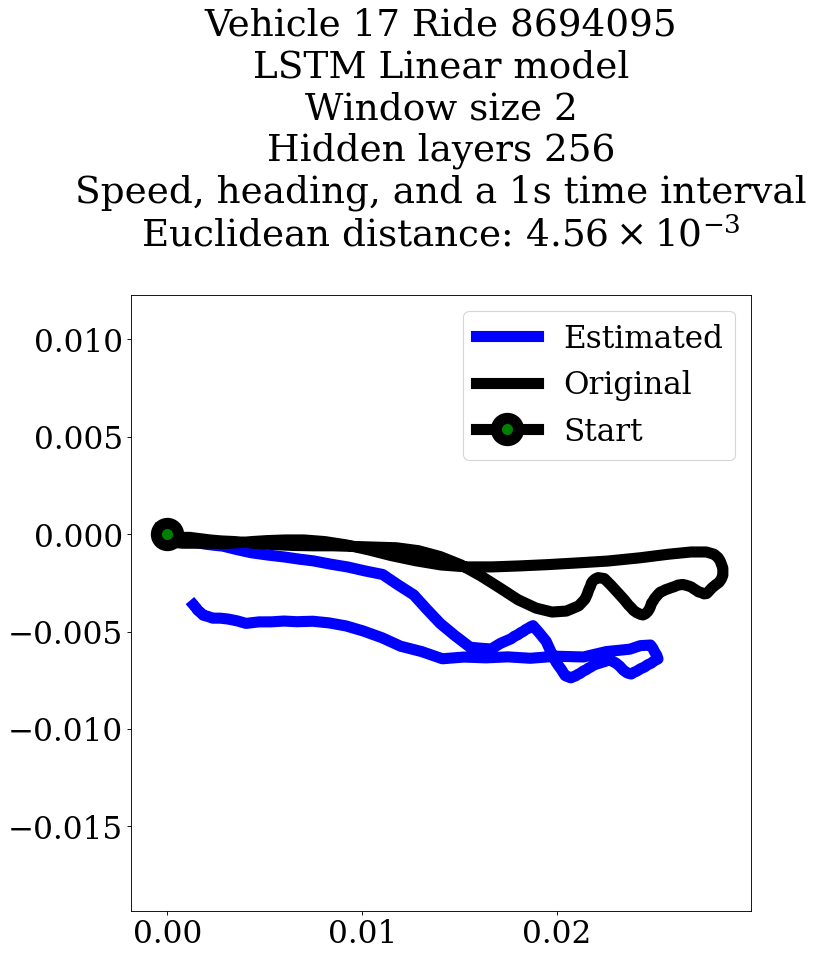 Vehicle 17 Ride 8694095
LSTM Linear model
Window size 2
Hidden layers 256
Speed, heading, and a 1s time interval
Euclidean distance: 4.56 × 10⁻³
Estimated
Original
Start
0.010
0.005
0.000
−0.005
−0.010
−0.015
0.00 0.01 0.02